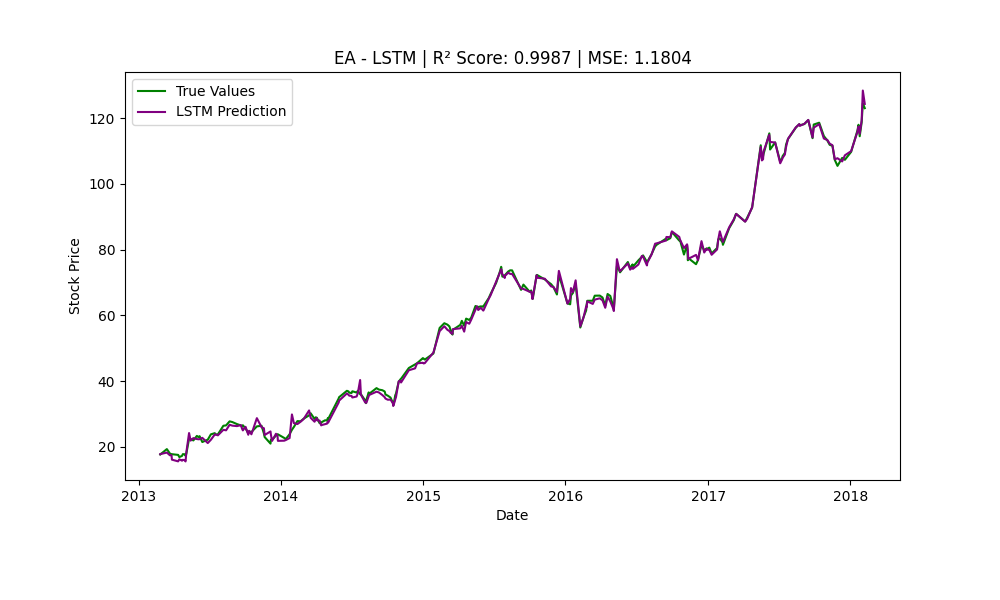 EA - LSTM | R² Score: 0.9987 | MSE: 1.1804
True Values
LSTM Prediction
120
100
80
60
40
20
Stock Price
2013 2014 2015 2016 2017 2018
Date